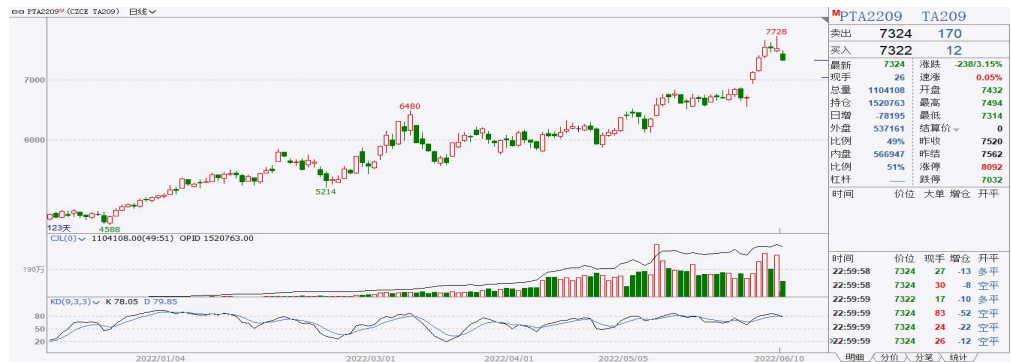 PTA2209M (CZCE TA209) 日线
7728
7000
6480
6000
5214
4588
123天
CJL(0) 1104108.00(49:51) OPID 1520763.00
190万
KD(9,3,3) K 78.05 D 79.85
80
50
20
2022/01/04 2022/03/01 2022/04/01 2022/05/05 2022/06/10
MPTA2209 TA209
卖出 7324 170
买入 7322 12
最新 7324 涨跌 -238/3.15%
现手 26 速涨 0.05%
总量 1104108 开盘 7432
持仓 1520763 最高 7494
日增 -78195 最低 7314
外盘 537161 结算价 0
比例 49% 昨收 7520
内盘 566947 昨结 7562
比例 51% 涨停 8092
杠杆 ----- 跌停 7032
时间 价位 大单 增仓 开平
时间 价位 现手 增仓 开平
22:59:58 7324 27 -13 多平
22:59:58 7324 30 -8 空平
22:59:59 7322 17 -10 多平
22:59:59 7324 83 -52 空平
22:59:59 7324 24 -22 空平
22:59:59 7324 26 -12 空平
明细 分价 分笔 统计